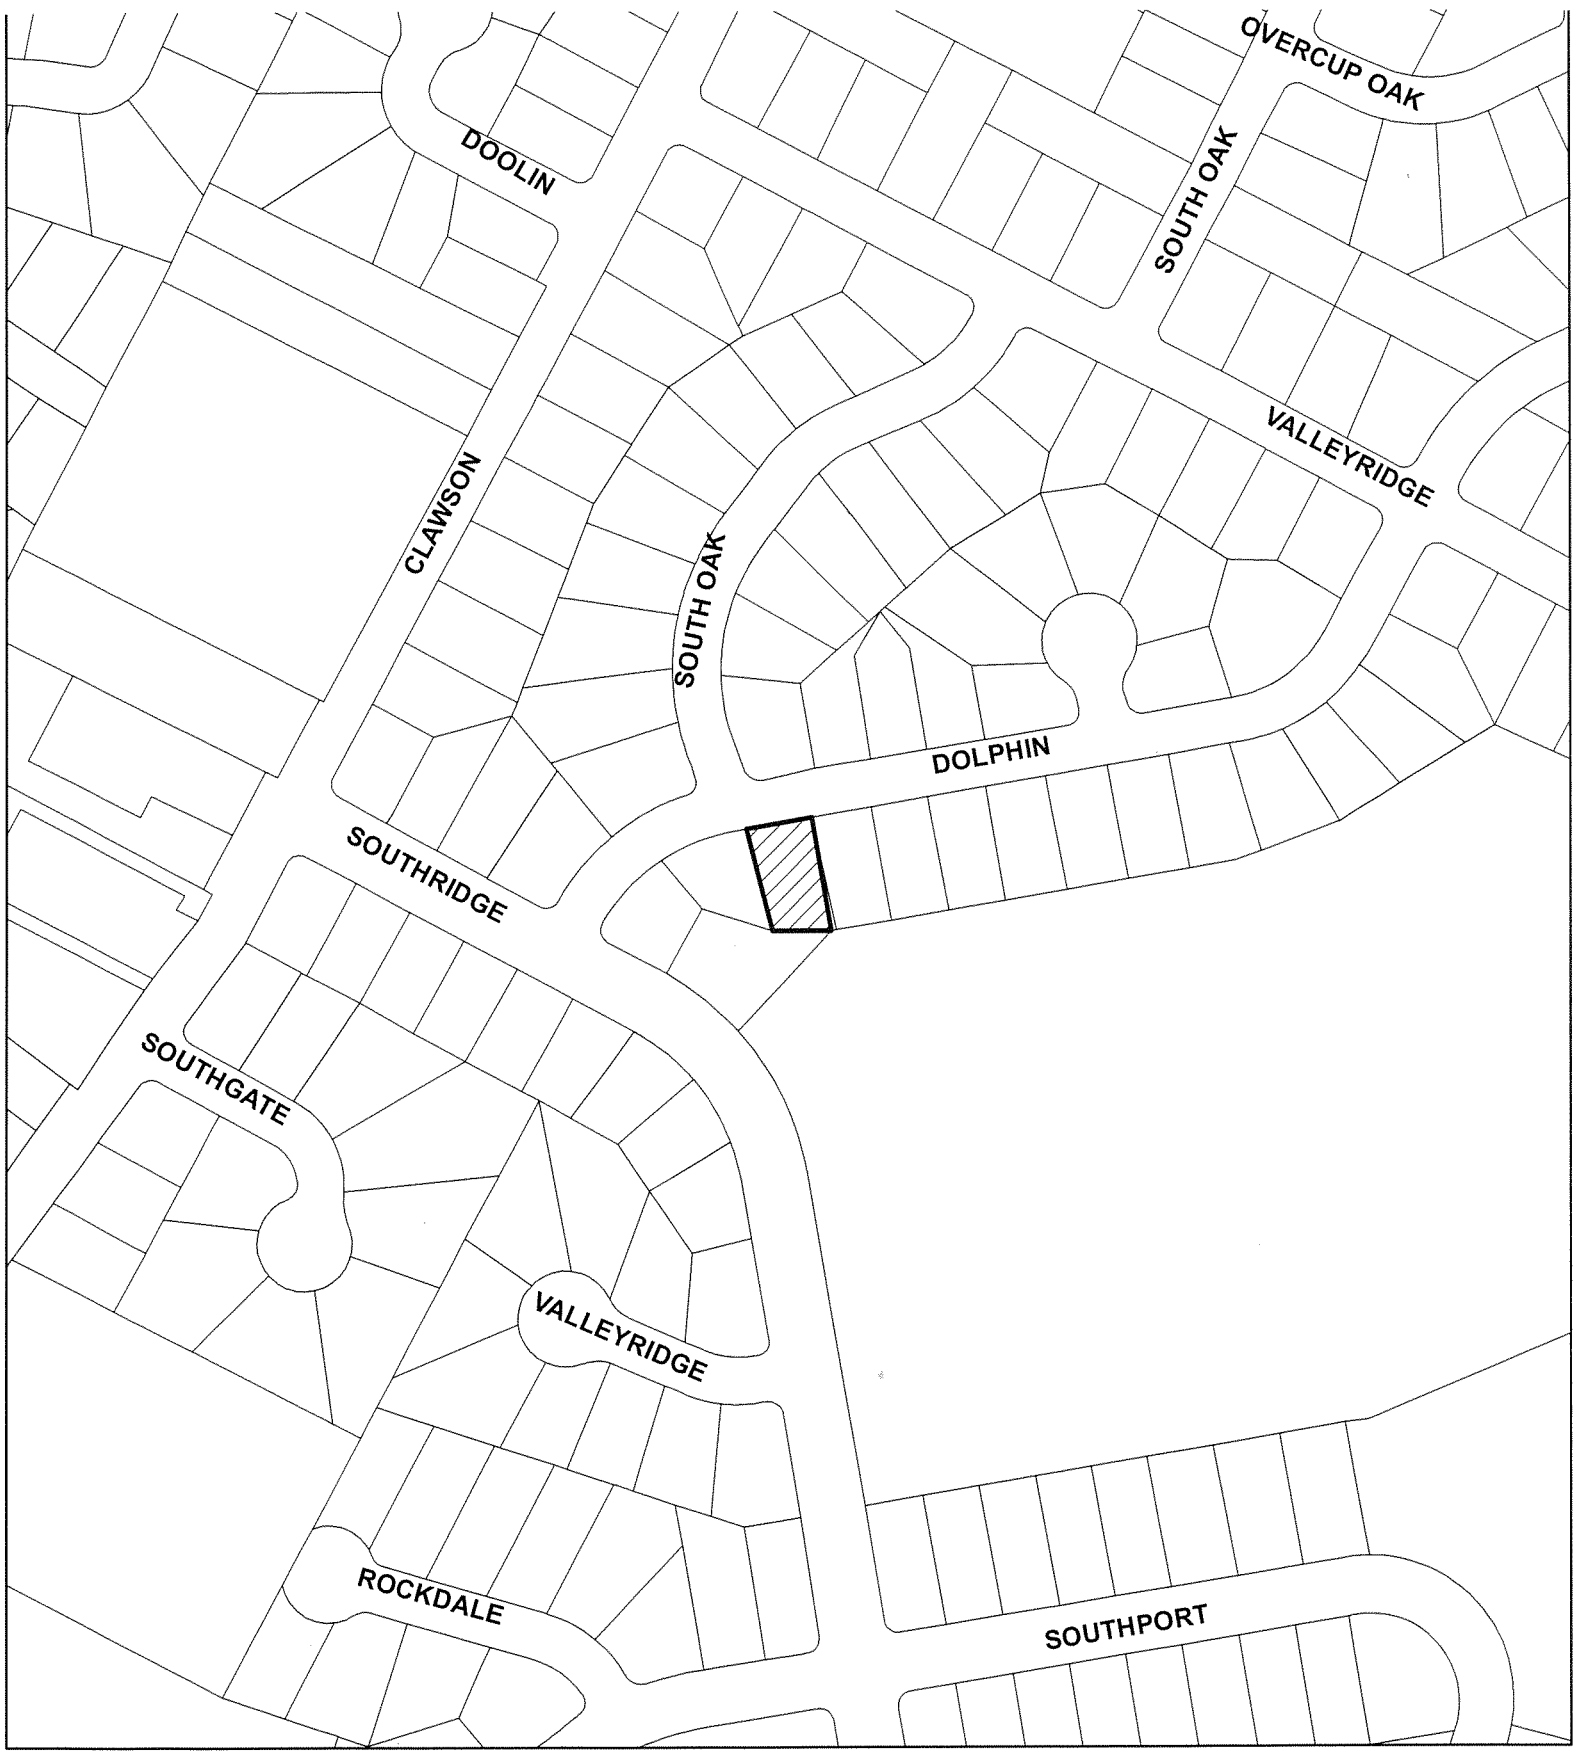 OVERCUP OAK
DOOLIN
SOUTH OAK
VALLEYRIDGE
CLAWSON
SOUTH OAK
DOLPHIN
SOUTHRIDGE
SOUTHGATE
VALLEYRIDGE
ROCKDALE
SOUTHPORT